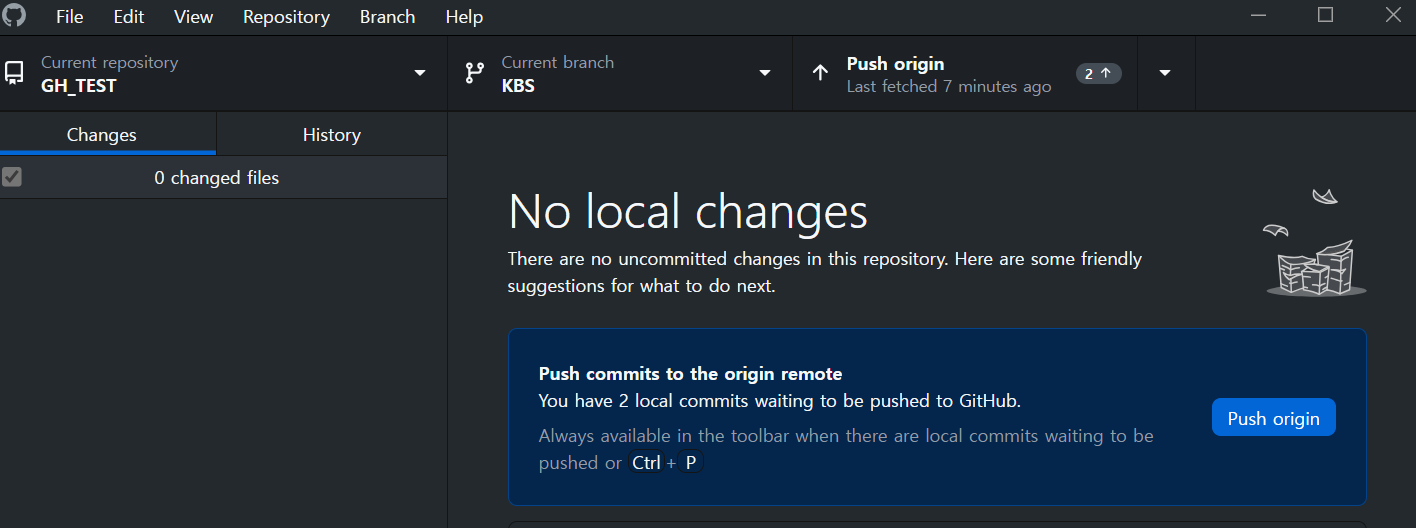 File Edit View Repository Branch Help
Current repository
GH_TEST
Current branch
KBS
Push origin
Last fetched 7 minutes ago
2
Changes
History
0 changed files
No local changes
There are no uncommitted changes in this repository. Here are some friendly
suggestions for what to do next.
Push commits to the origin remote
You have 2 local commits waiting to be pushed to GitHub.
Always available in the toolbar when there are local commits waiting to be
pushed or Ctrl + P
Push origin